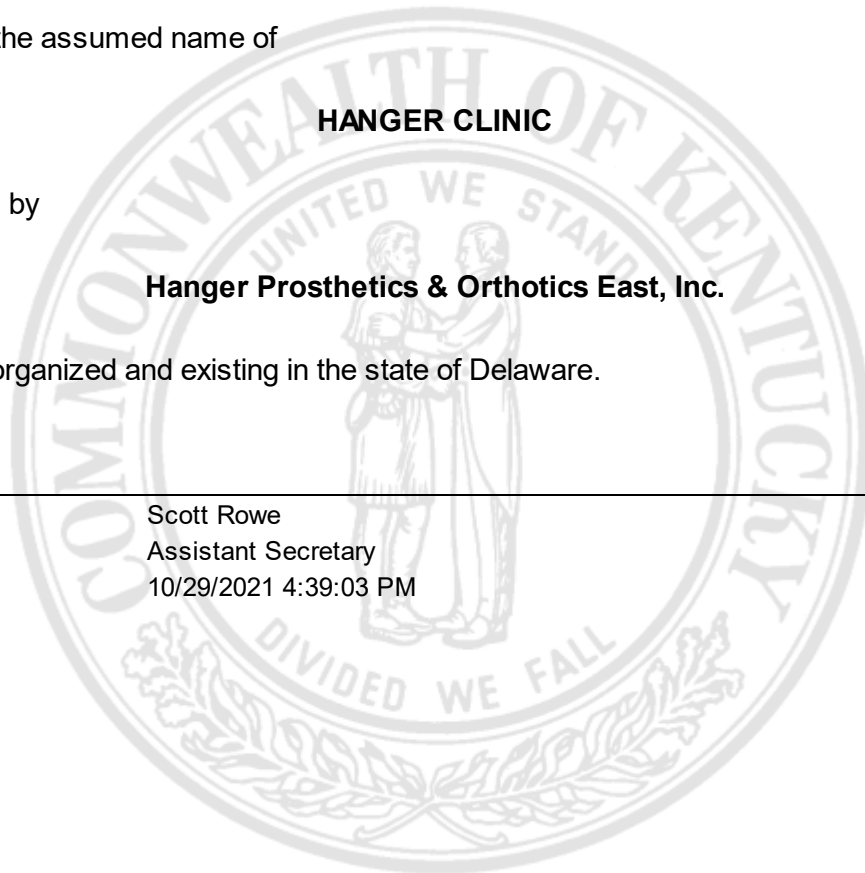 the assumed name of
HANGER CLINIC
by
Hanger Prosthetics & Orthotics East, Inc.
organized and existing in the state of Delaware.
Scott Rowe
Assistant Secretary
10/29/2021 4:39:03 PM
COMMONWEALTH OF KENTUCKY
UNITED WE STAND
DIVIDED WE FALL